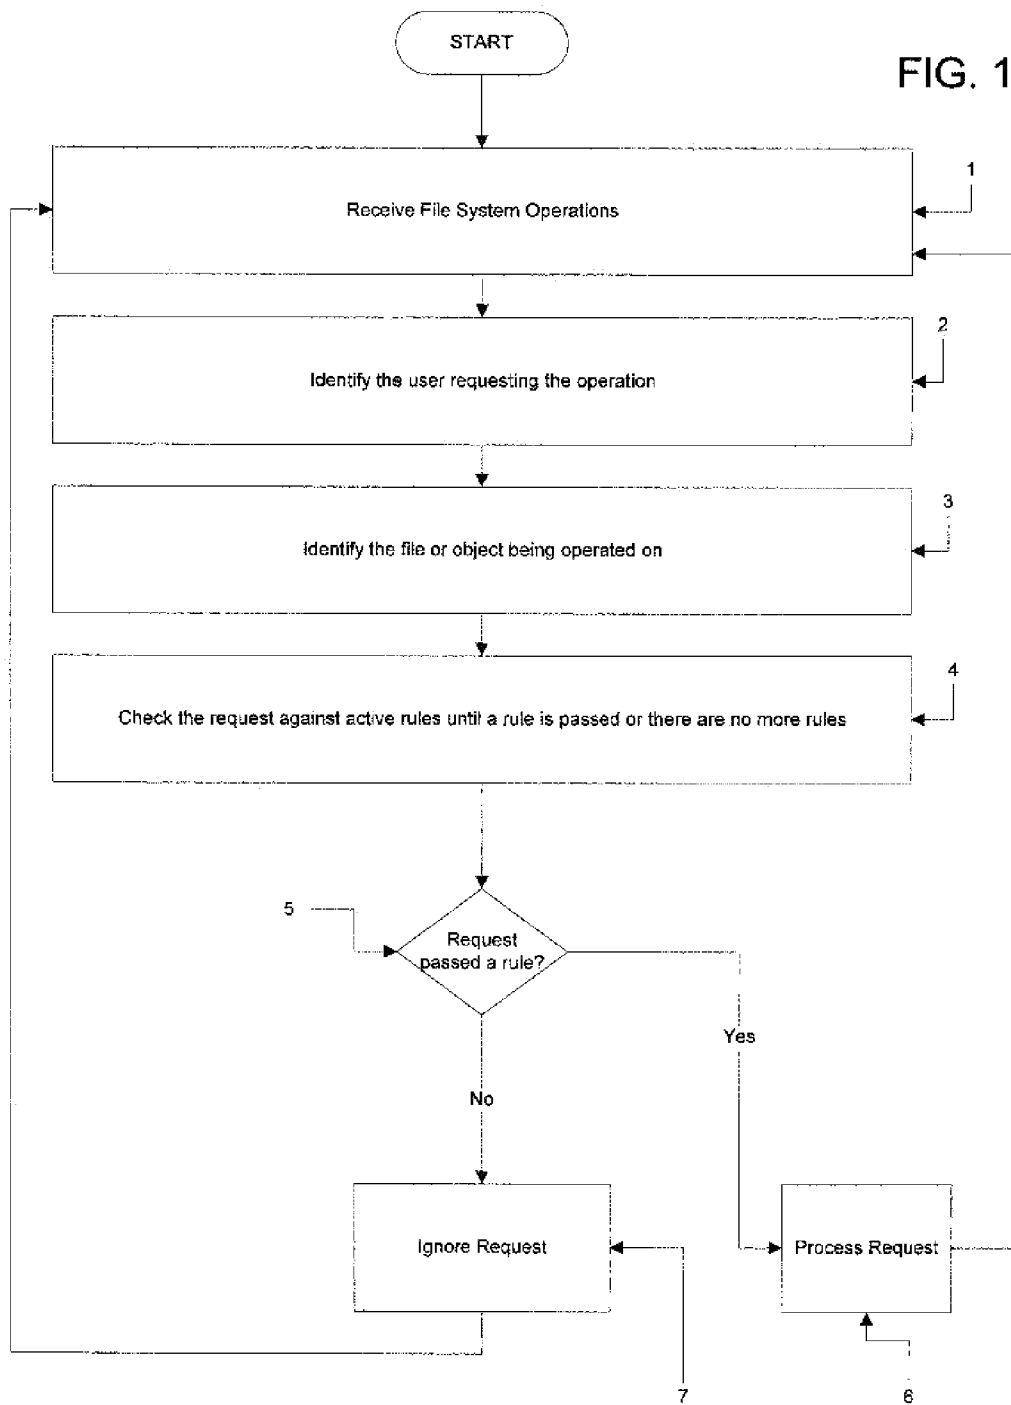 START
FIG. 1
1
Receive File System Operations
2
Identify the user requesting the operation
3
Identify the file or object being operated on
4
Check the request against active rules until a rule is passed or there are no more rules
5
Request
passed a rule?
Yes
No
Ignore Request
Process Request
7
6